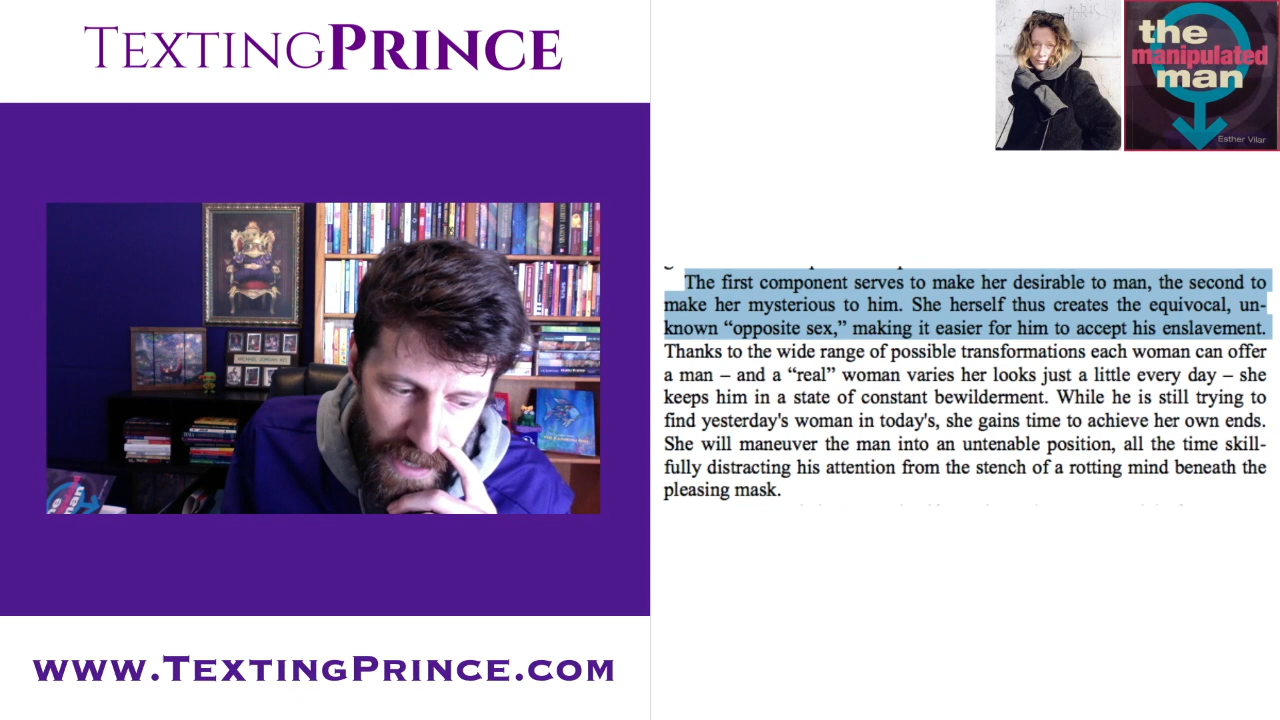 TEXTINGPRINCE
the
manipulated
man
Esther Vilar
MICHAEL JORDAN
The first component serves to make her desirable to man, the second to
make her mysterious to him. She herself thus creates the equivocal, un-
known “opposite sex,” making it easier for him to accept his enslavement.
Thanks to the wide range of possible transformations each woman can offer
a man – and a “real” woman varies her looks just a little every day – she
keeps him in a state of constant bewilderment. While he is still trying to
find yesterday's woman in today's, she gains time to achieve her own ends.
She will maneuver the man into an untenable position, all the time skill-
fully distracting his attention from the stench of a rotting mind beneath the
pleasing mask.
WWW.TEXTINGPRINCE.COM